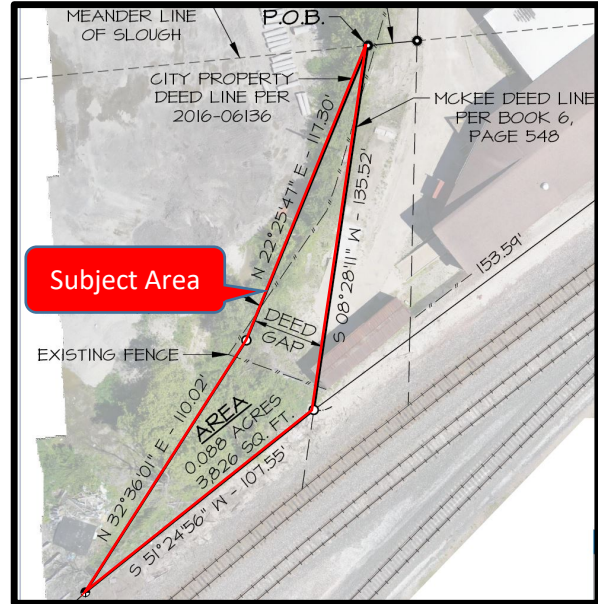 MEANDER LINE
OF SLOUGH
P.O.B.
CITY PROPERTY
DEED LINE PER
2016-06136
MCKEE DEED LINE
PER BOOK 6,
PAGE 548
N 22°25'47" E - 117.30'
S 08°28'11" W - 135.52'
153.59'
Subject Area
DEED
GAP
EXISTING FENCE
AREA
0.088 ACRES
3,826 SQ. FT.
N 32°36'01" E - 110.02'
S 51°24'56" W - 107.55'